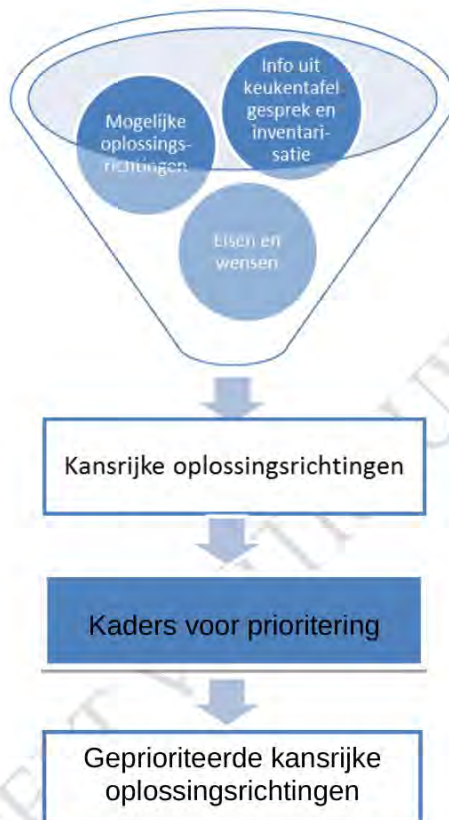 Info uit
keukentafel
gesprek en
inventari-
satie
Mogelijke
oplossings-
richtingen
Eisen en
wensen
Kansrijke oplossingsrichtingen
Kaders voor prioritering
Geprioriteerde kansrijke
oplossingsrichtingen